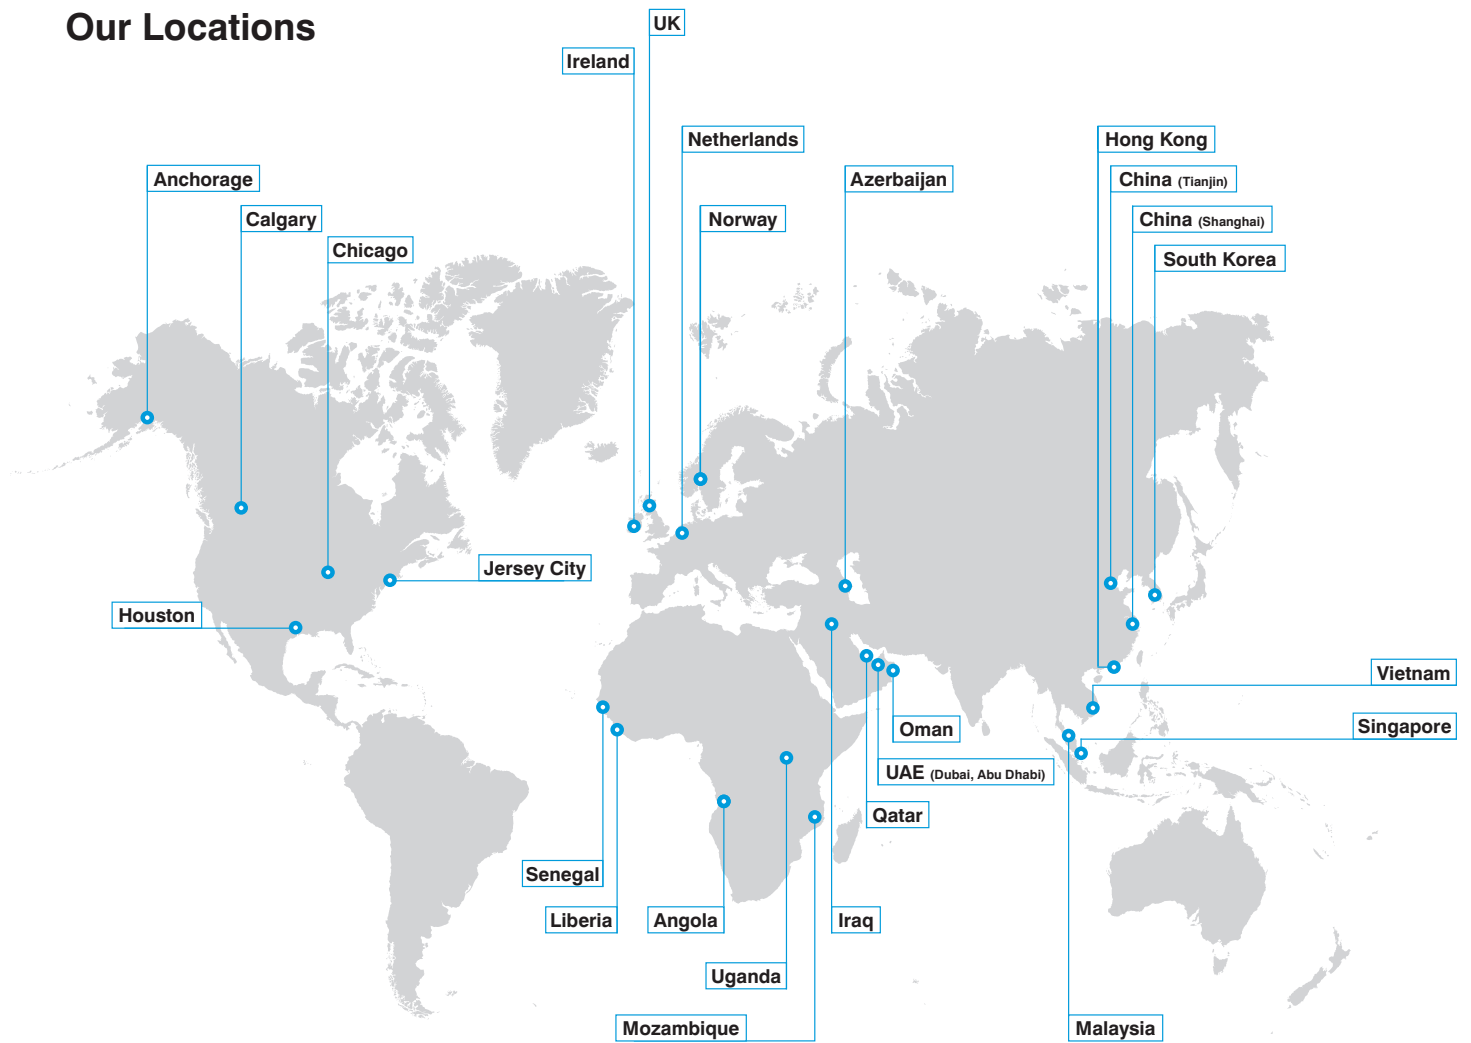 Our Locations
UK
Ireland
Netherlands
Hong Kong
Anchorage
Azerbaijan
China (Tianjin)
Calgary
Norway
China (Shanghai)
Chicago
South Korea
Jersey City
Houston
Vietnam
Oman
Singapore
UAE (Dubai, Abu Dhabi)
Qatar
Senegal
Liberia
Angola
Iraq
Uganda
Mozambique
Malaysia